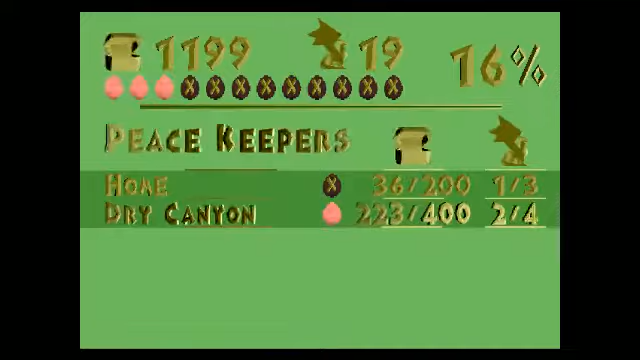 1199 19 16%
PEACE KEEPERS
HOME 36/200 1/3
DRY CANYON 223/400 2/4